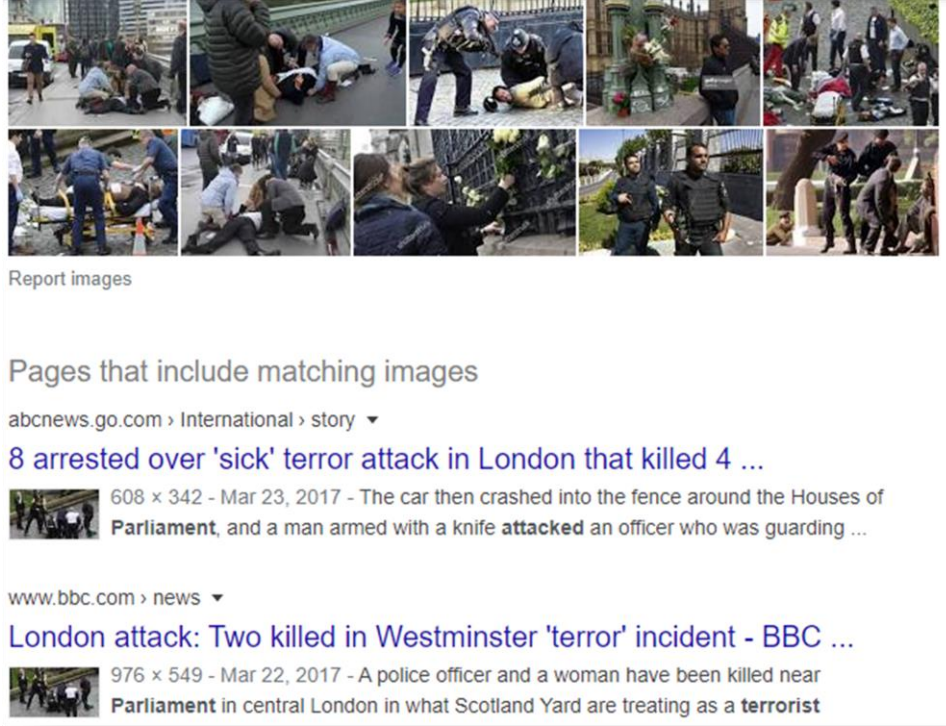 Report images
Pages that include matching images
abcnews.go.com › International › story
8 arrested over 'sick' terror attack in London that killed 4 ...
608 × 342 - Mar 23, 2017 - The car then crashed into the fence around the Houses of
Parliament, and a man armed with a knife attacked an officer who was guarding ...
www.bbc.com › news
London attack: Two killed in Westminster 'terror' incident - BBC ...
976 × 549 - Mar 22, 2017 - A police officer and a woman have been killed near
Parliament in central London in what Scotland Yard are treating as a terrorist